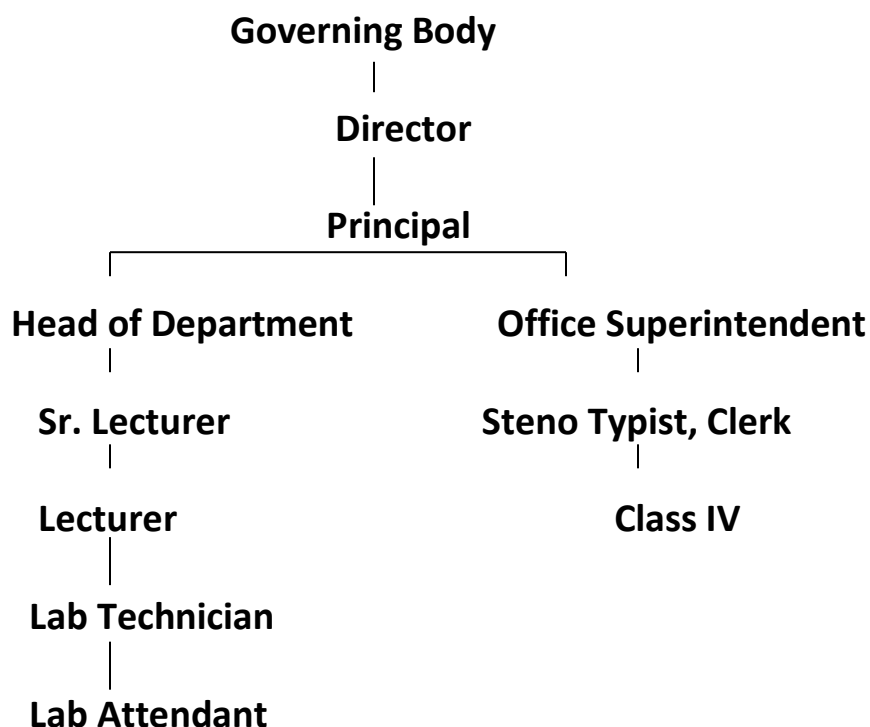 Governing Body
Director
Principal
Head of Department
Office Superintendent
Sr. Lecturer
Steno Typist, Clerk
Lecturer
Class IV
Lab Technician
Lab Attendant